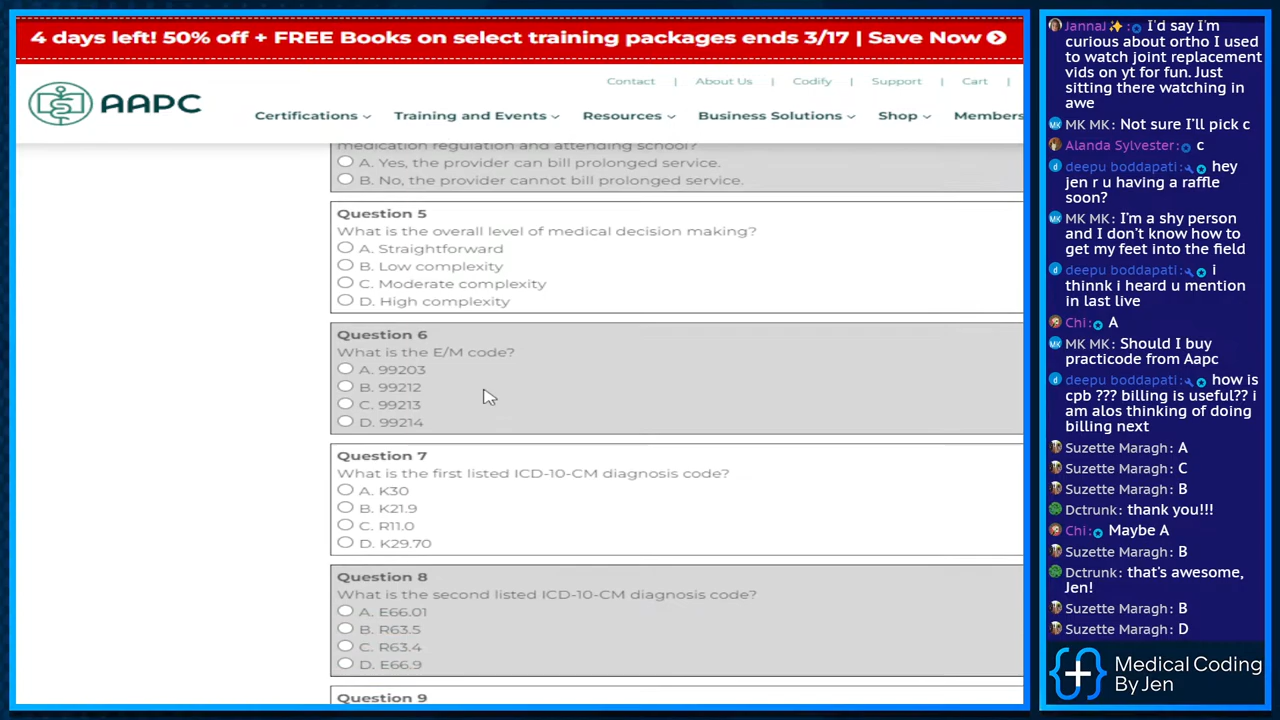 4 days left! 50% off + FREE Books on select training packages ends 3/17 | Save Now
Contact | About Us | Codify | Support | Cart |
AAPC
Certifications Training and Events Resources Business Solutions Shop Members
medication regulation and attending school?
A. Yes, the provider can bill prolonged service.
B. No, the provider cannot bill prolonged service.
Question 5
What is the overall level of medical decision making?
A. Straightforward
B. Low complexity
C. Moderate complexity
D. High complexity
Question 6
What is the E/M code?
A. 99203
B. 99212
C. 99213
D. 99214
Question 7
What is the first listed ICD-10-CM diagnosis code?
A. K30
B. K21.9
C. R11.0
D. K29.70
Question 8
What is the second listed ICD-10-CM diagnosis code?
A. E66.01
B. R63.5
C. R63.4
D. E66.9
Question 9
JannaJ✨: I'd say I'm
curious about ortho I used
to watch joint replacement
vids on yt for fun. Just
sitting there watching in
awe
MK MK MK: Not sure I'll pick c
Alanda Sylvester: c
d deepu boddapati: hey
jen r u having a raffle
soon?
MK MK MK: I'm a shy person
and I don't know how to
get my feet into the field
d deepu boddapati: i
thinnk i heard u mention
in last live
Chi: A
MK MK MK: Should I buy
practicode from Aapc
d deepu boddapati: how is
cpb ??? billing is useful?? i
am alos thinking of doing
billing next
Suzette Maragh: A
Suzette Maragh: C
Suzette Maragh: B
Dctrunk: thank you!!!
Chi: Maybe A
Suzette Maragh: B
Dctrunk: that's awesome,
Jen!
Suzette Maragh: B
Suzette Maragh: D
Medical Coding
By Jen